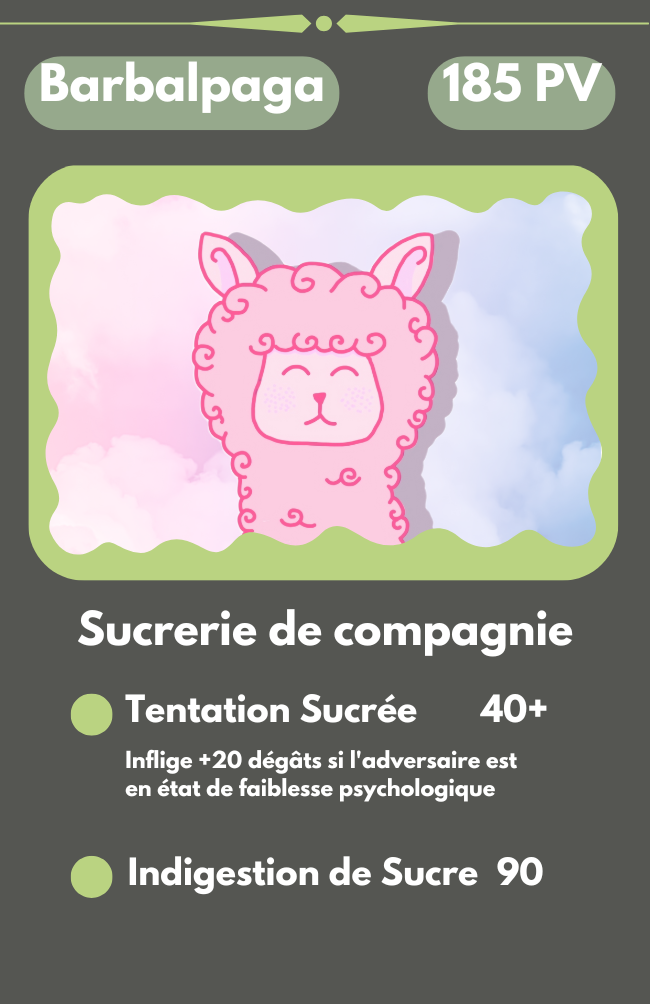 Barbalpaga
185 PV
Sucrerie de compagnie
Tentation Sucrée 40+
Inflige +20 dégâts si l'adversaire est
en état de faiblesse psychologique
Indigestion de Sucre 90